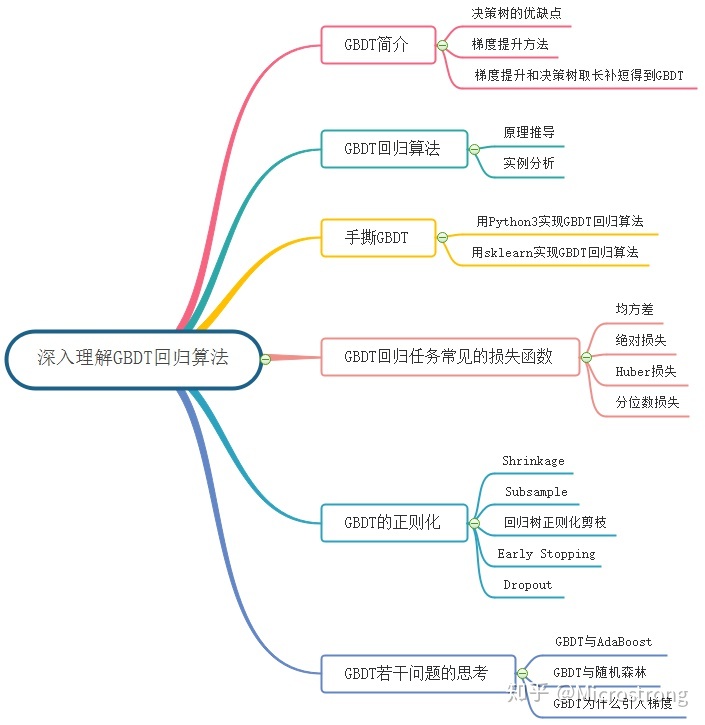 深入理解GBDT回归算法
GBDT简介
决策树的优缺点
梯度提升方法
梯度提升和决策树取长补短得到GBDT
GBDT回归算法
原理推导
实例分析
手撕GBDT
用Python3实现GBDT回归算法
用sklearn实现GBDT回归算法
GBDT回归任务常见的损失函数
均方差
绝对损失
Huber损失
分位数损失
GBDT的正则化
Shrinkage
Subsample
回归树正则化剪枝
Early Stopping
Dropout
GBDT若干问题的思考
GBDT与AdaBoost
GBDT与随机森林
GBDT为什么引入梯度
知乎 @Microstrong